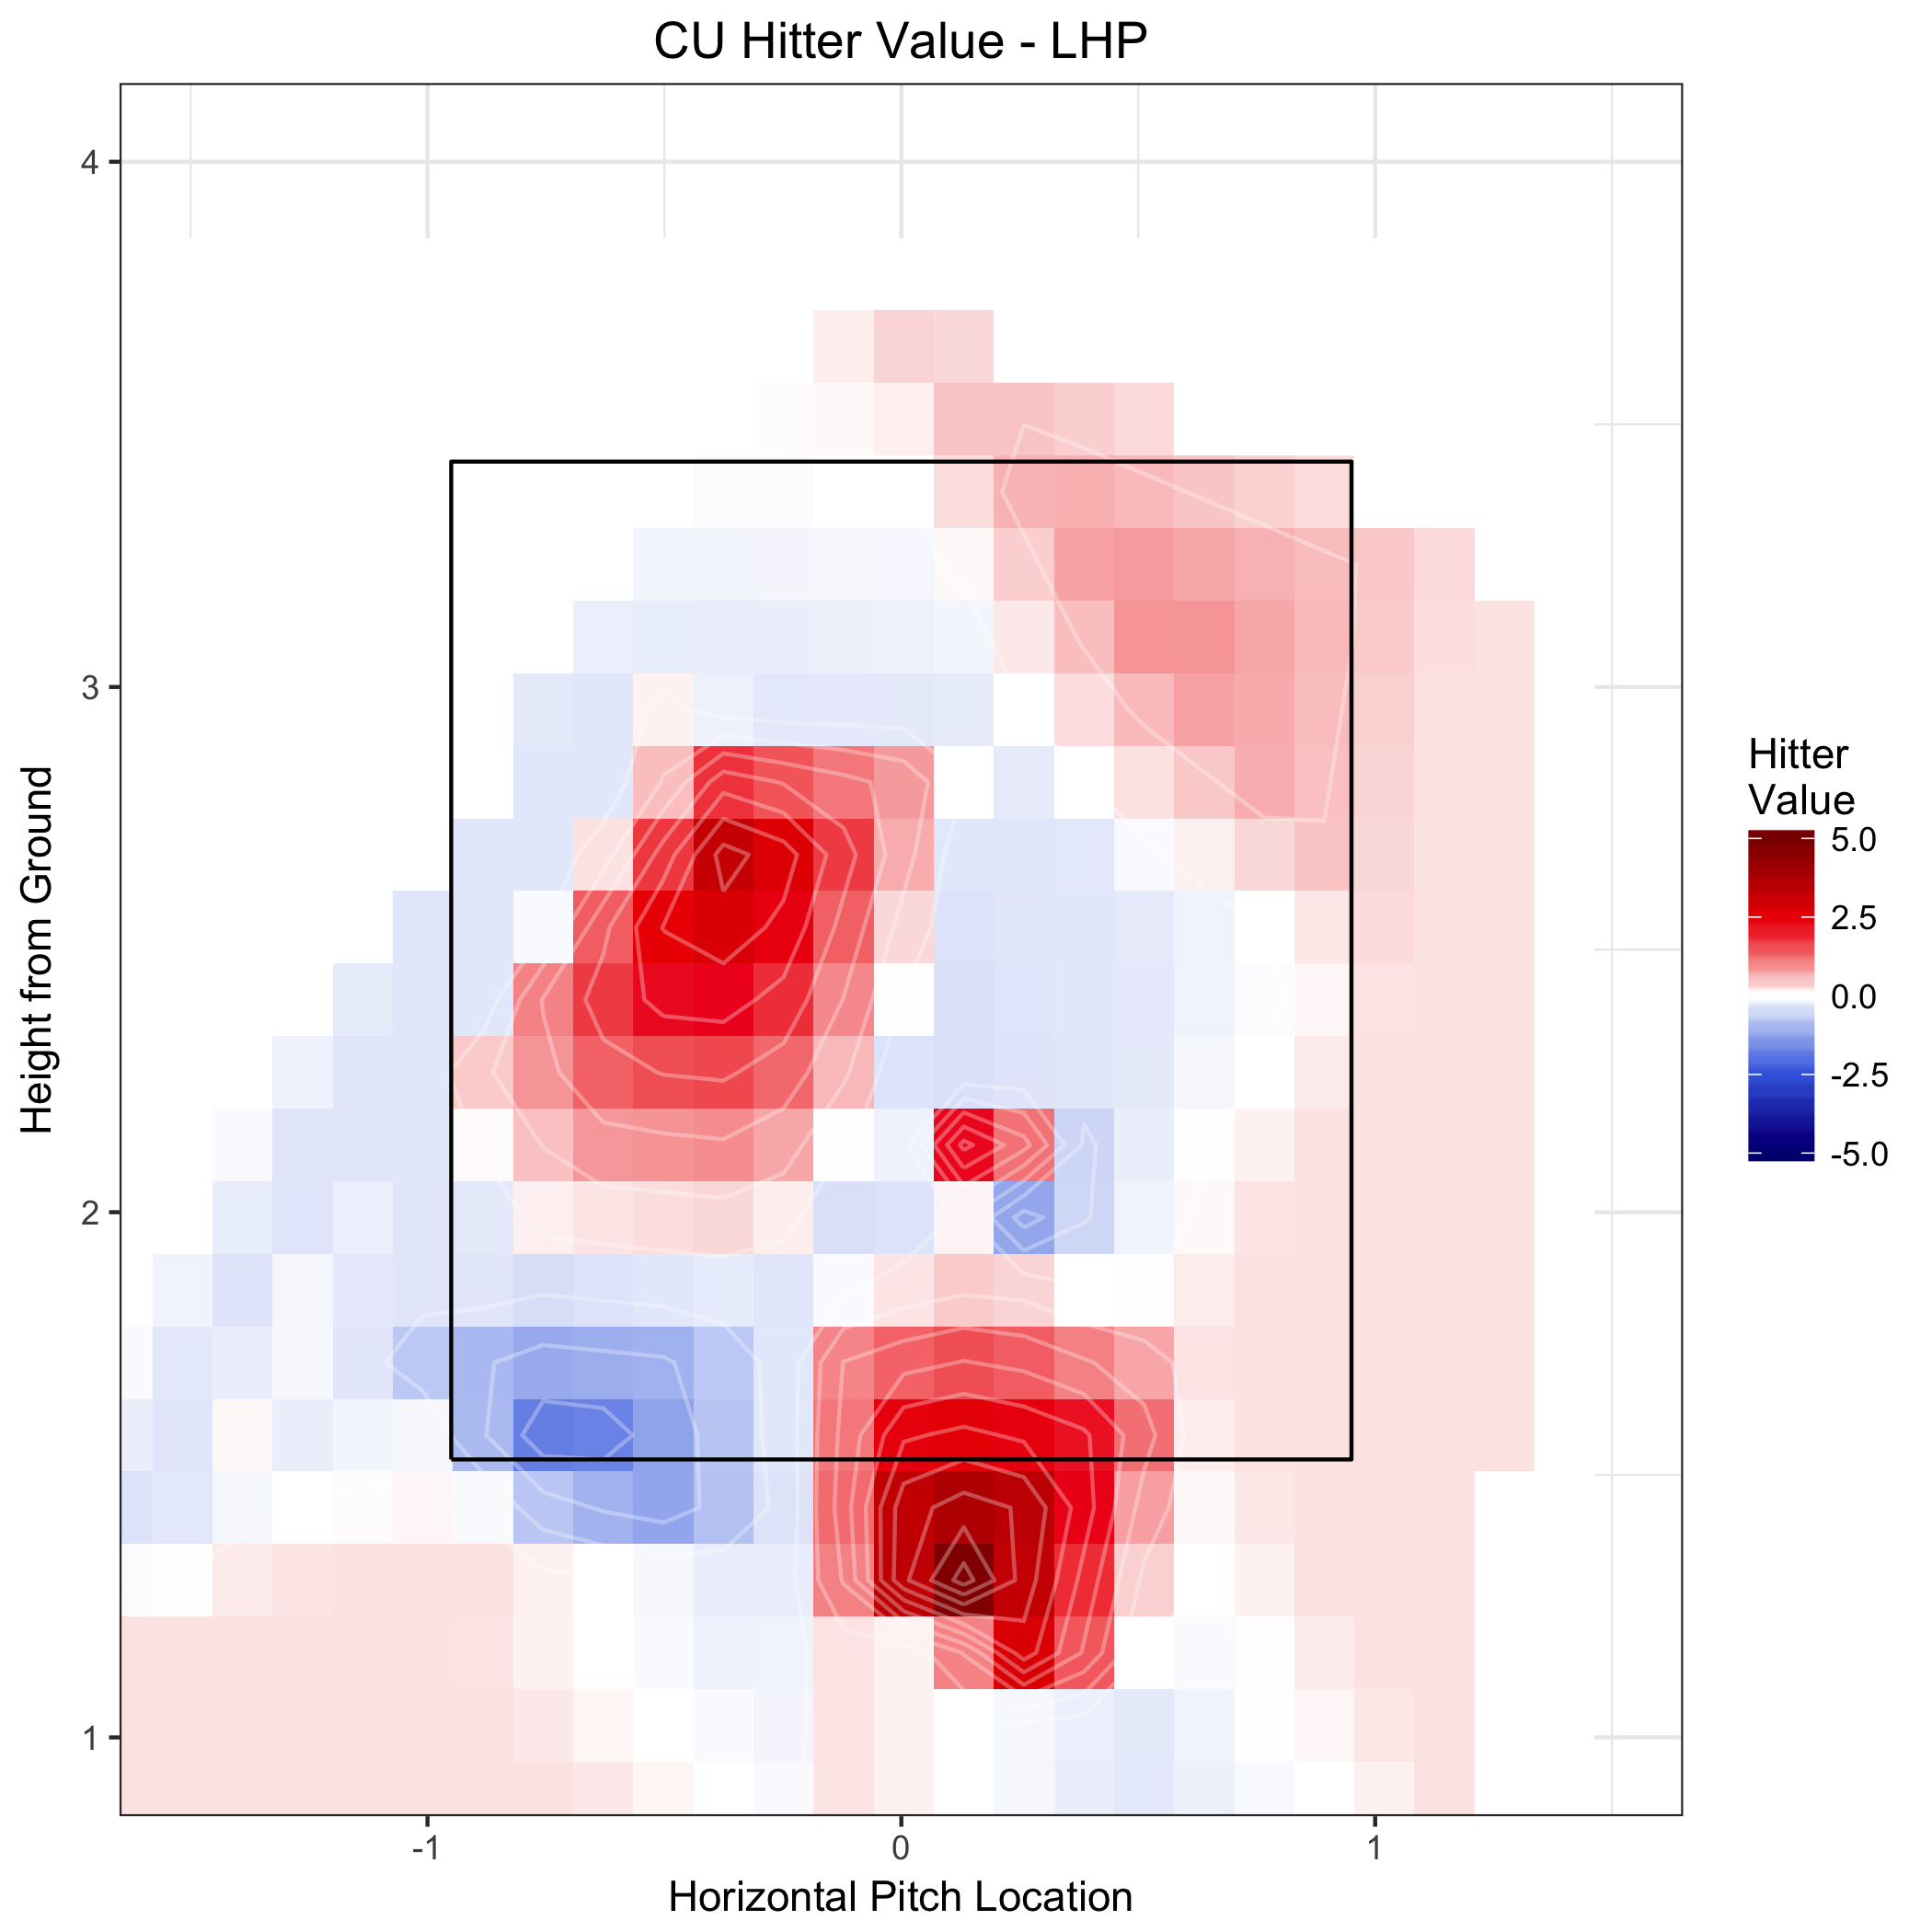 CU Hitter Value - LHP
4
3
2
1
Height from Ground
-1
0
1
Horizontal Pitch Location
Hitter
Value
5.0
2.5
0.0
-2.5
-5.0